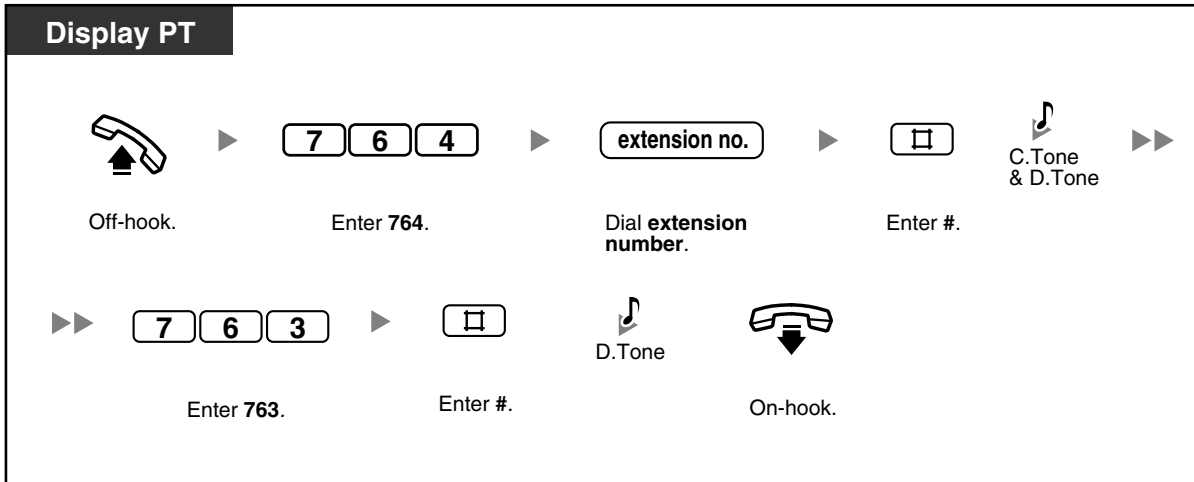 Display PT
7 6 4
extension no.
#
C.Tone
& D.Tone
Off-hook.
Enter 764.
Dial extension
number.
Enter #.
7 6 3
#
D.Tone
Enter 763.
Enter #.
On-hook.